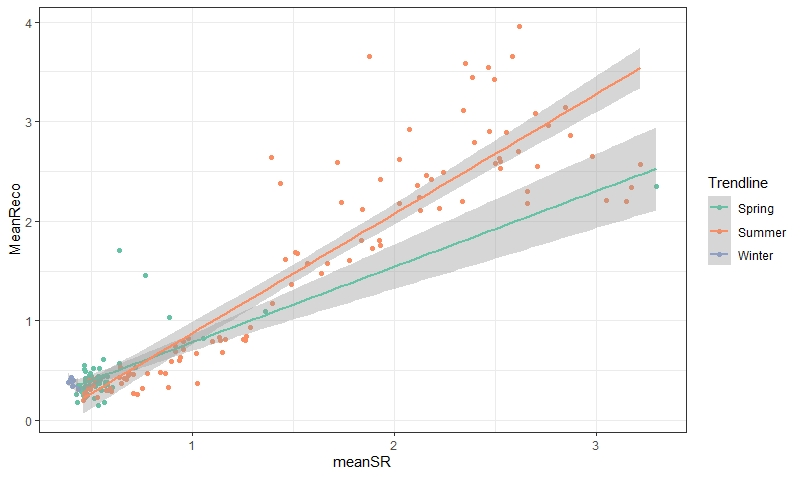 4
3
2
1
0
MeanReco
1
2
3
meanSR
Trendline
Spring
Summer
Winter